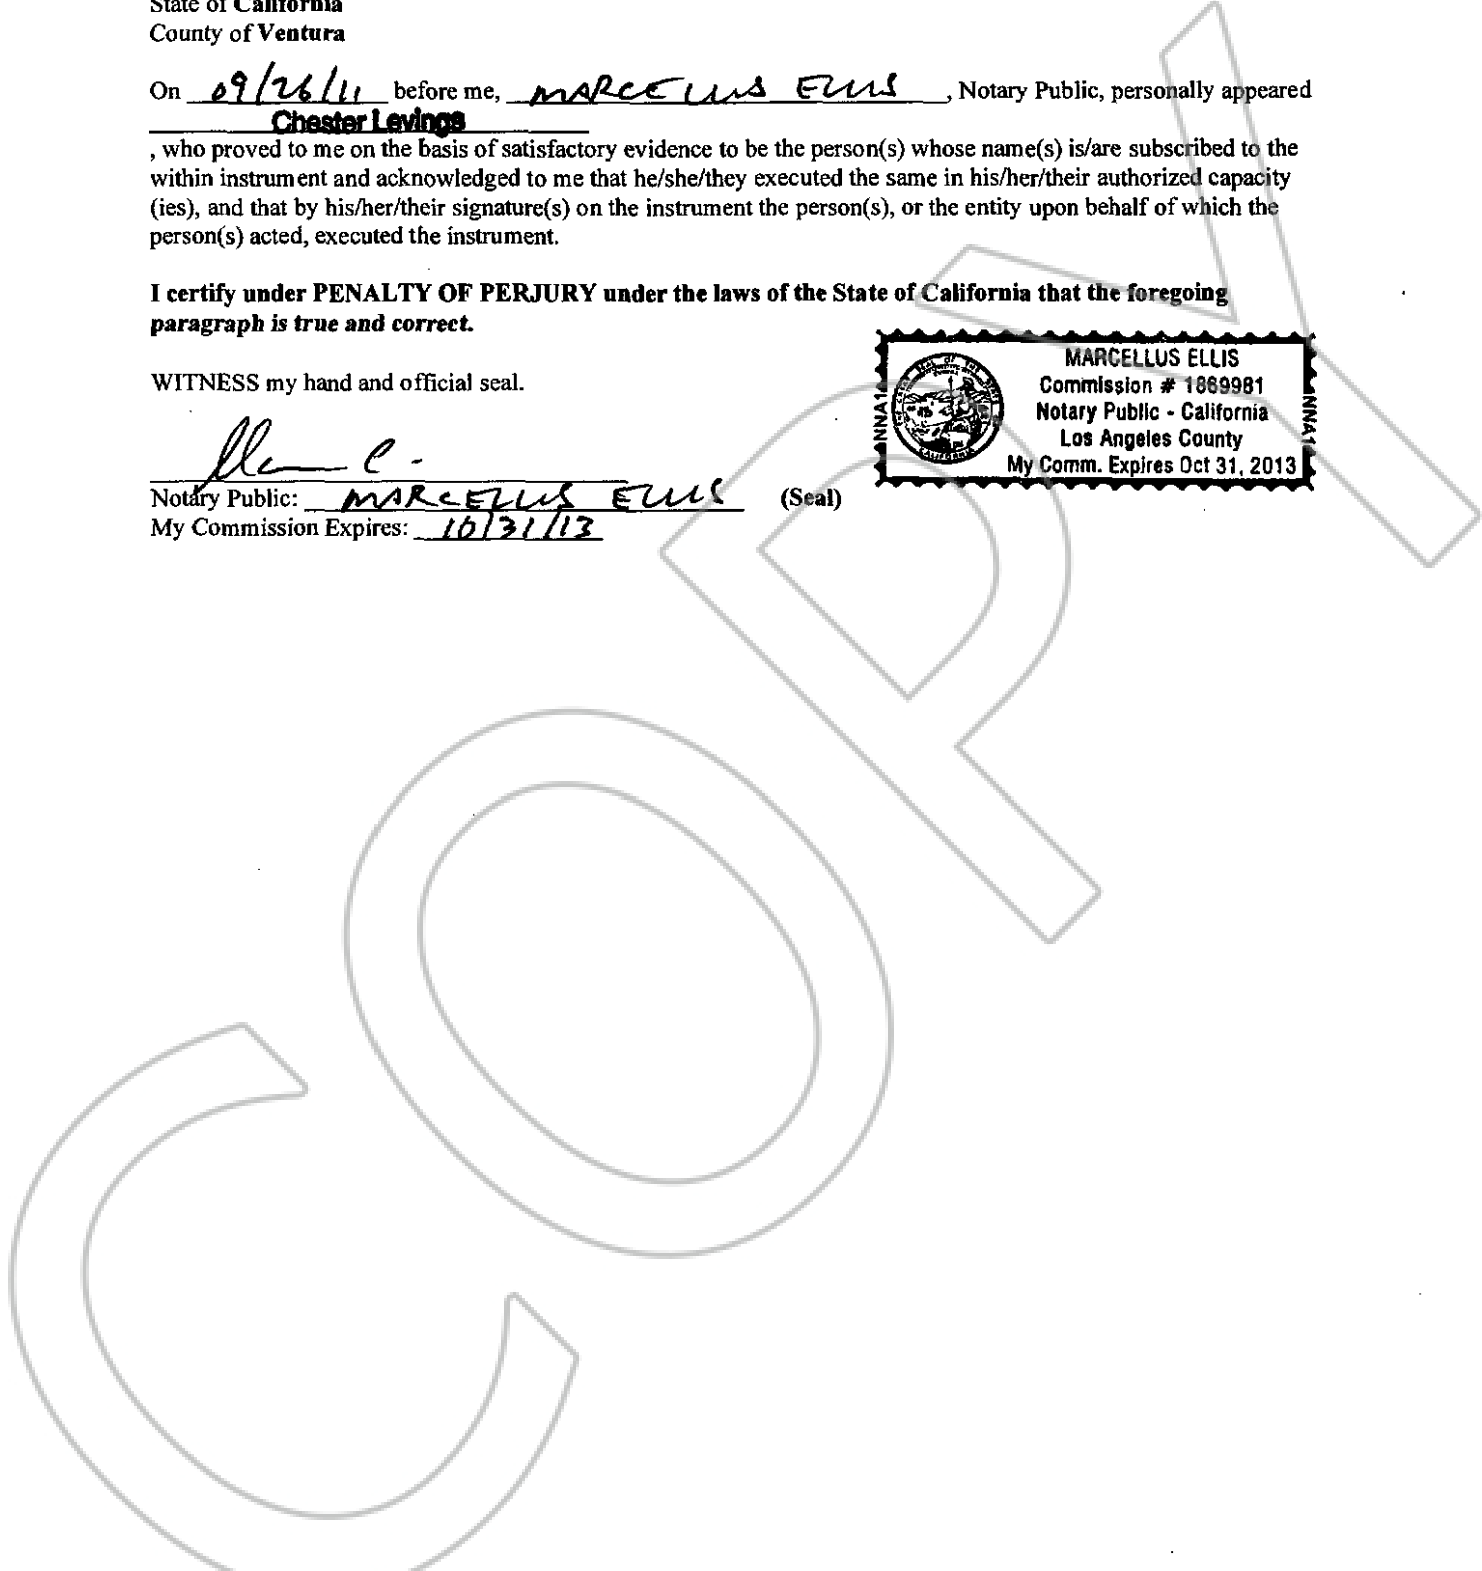 State of California
County of Ventura
On 09/26/11 before me, MARCELLUS ELLIS, Notary Public, personally appeared
Chester Levings
, who proved to me on the basis of satisfactory evidence to be the person(s) whose name(s) is/are subscribed to the
within instrument and acknowledged to me that he/she/they executed the same in his/her/their authorized capacity
(ies), and that by his/her/their signature(s) on the instrument the person(s), or the entity upon behalf of which the
person(s) acted, executed the instrument.
I certify under PENALTY OF PERJURY under the laws of the State of California that the foregoing
paragraph is true and correct.
WITNESS my hand and official seal.
Notary Public: MARCELLUS ELLIS (Seal)
My Commission Expires: 10/31/13
MARCELLUS ELLIS
Commission # 1869981
Notary Public - California
Los Angeles County
My Comm. Expires Oct 31, 2013
NNA1
NNA1
COPY